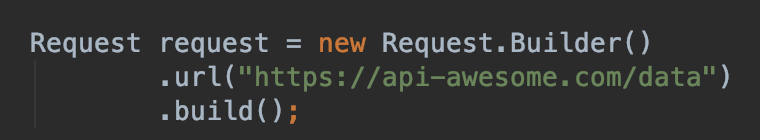 Request request = new Request.Builder()
.url("https://api-awesome.com/data")
.build();